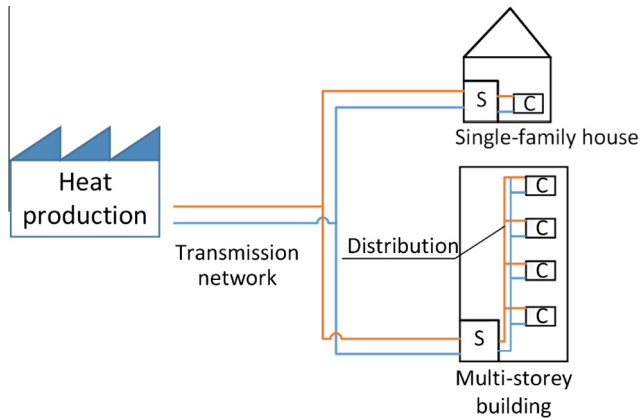 Heat
production
Transmission
network
S
C
Single-family house
Distribution
C
C
C
C
S
Multi-storey
building